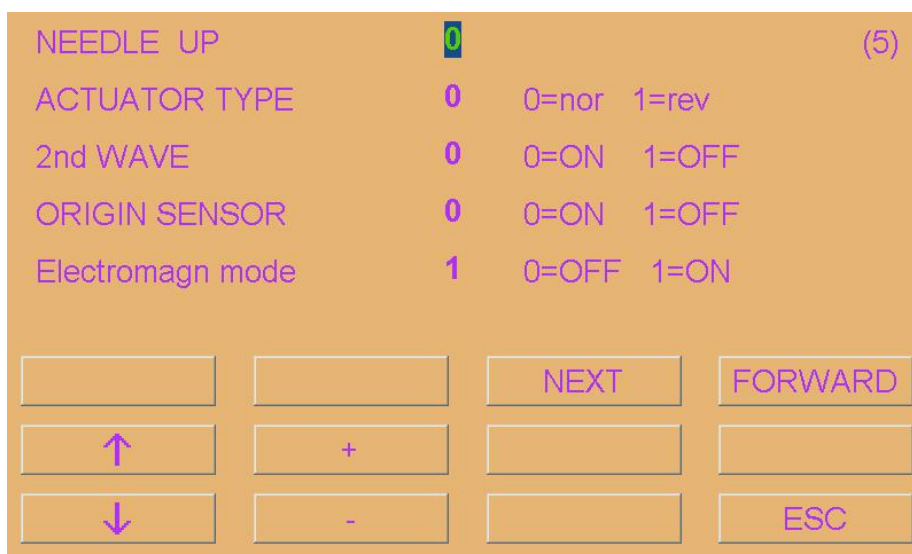 NEEDLE UP 0 (5)
ACTUATOR TYPE 0 0=nor 1=rev
2nd WAVE 0 0=ON 1=OFF
ORIGIN SENSOR 0 0=ON 1=OFF
Electromagn mode 1 0=OFF 1=ON
NEXT FORWARD
↑ +
↓ - ESC